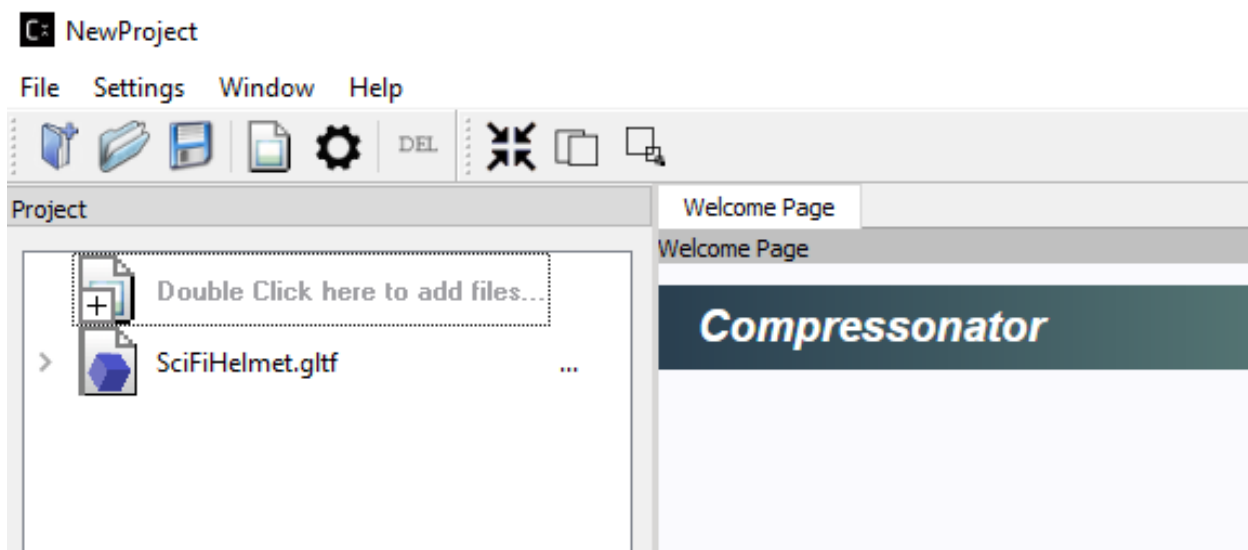 NewProject
File Settings Window Help
DEL
Project
Welcome Page
Welcome Page
Double Click here to add files...
Compressonator
SciFiHelmet.gltf ...